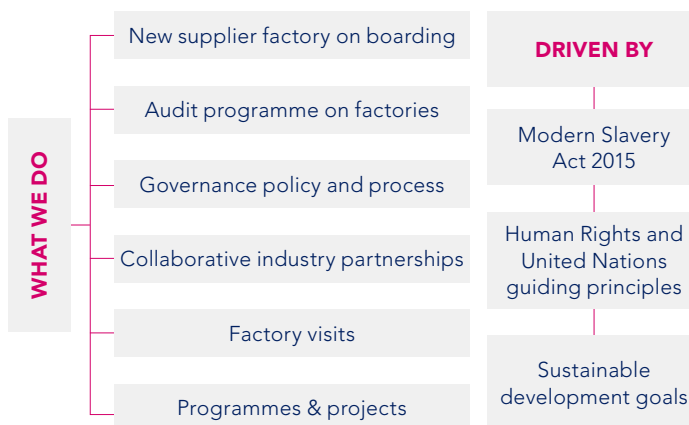 WHAT WE DO
New supplier factory on boarding
Audit programme on factories
Governance policy and process
Collaborative industry partnerships
Factory visits
Programmes & projects
DRIVEN BY
Modern Slavery
Act 2015
Human Rights and
United Nations
guiding principles
Sustainable
development goals